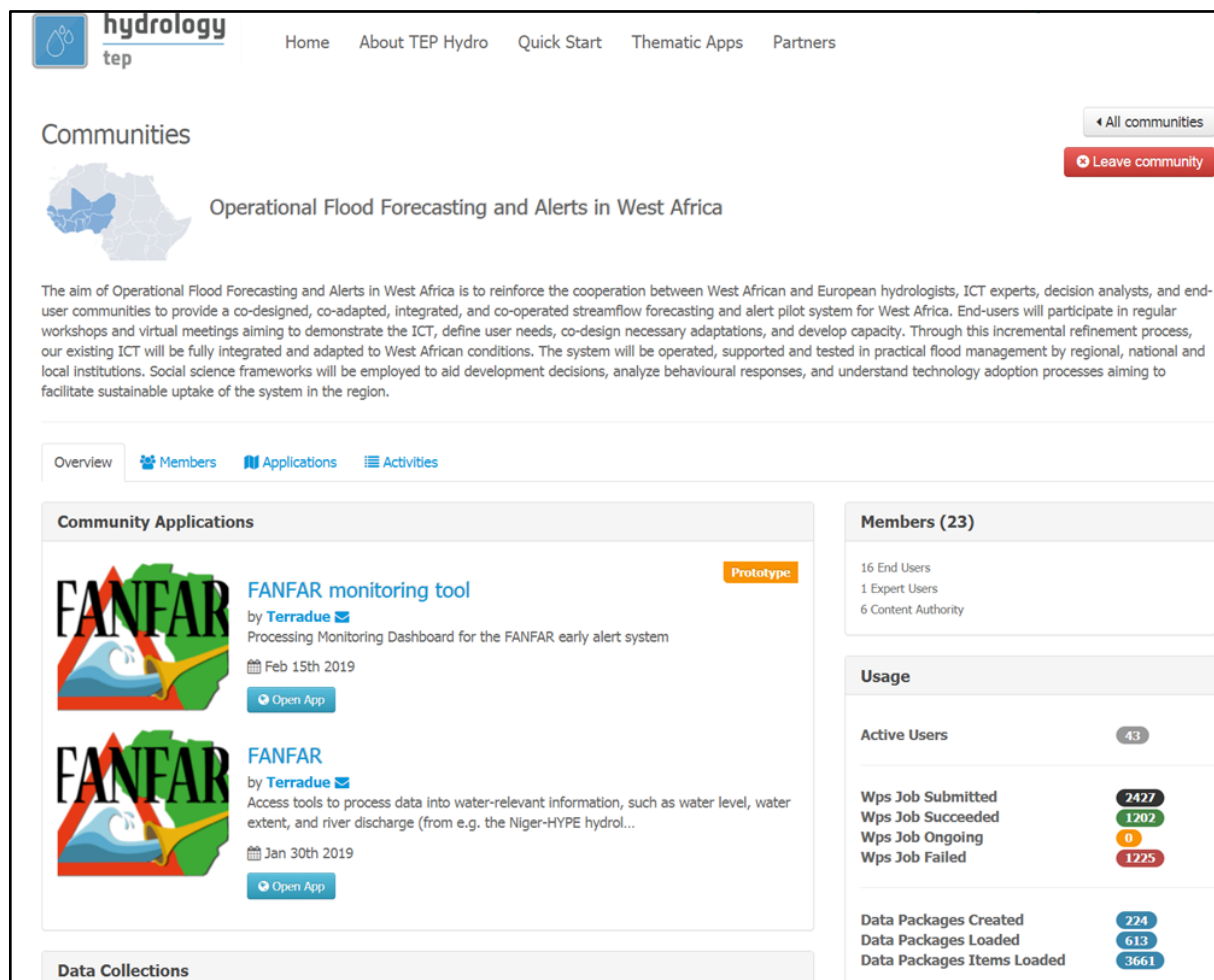 hydrology
tep
Home About TEP Hydro Quick Start Thematic Apps Partners
Communities
All communities
Leave community
Operational Flood Forecasting and Alerts in West Africa
The aim of Operational Flood Forecasting and Alerts in West Africa is to reinforce the cooperation between West African and European hydrologists, ICT experts, decision analysts, and end-
user communities to provide a co-designed, co-adapted, integrated, and co-operated streamflow forecasting and alert pilot system for West Africa. End-users will participate in regular
workshops and virtual meetings aiming to demonstrate the ICT, define user needs, co-design necessary adaptations, and develop capacity. Through this incremental refinement process,
our existing ICT will be fully integrated and adapted to West African conditions. The system will be operated, supported and tested in practical flood management by regional, national and
local institutions. Social science frameworks will be employed to aid development decisions, analyze behavioural responses, and understand technology adoption processes aiming to
facilitate sustainable uptake of the system in the region.
Overview Members Applications Activities
Community Applications
FANFAR
Prototype
FANFAR monitoring tool
by Terradue
Processing Monitoring Dashboard for the FANFAR early alert system
Feb 15th 2019
Open App
FANFAR
FANFAR
by Terradue
Access tools to process data into water-relevant information, such as water level, water
extent, and river discharge (from e.g. the Niger-HYPE hydrol...
Jan 30th 2019
Open App
Data Collections
Members (23)
16 End Users
1 Expert Users
6 Content Authority
Usage
Active Users 43
Wps Job Submitted 2427
Wps Job Succeeded 1202
Wps Job Ongoing 0
Wps Job Failed 1225
Data Packages Created 224
Data Packages Loaded 613
Data Packages Items Loaded 3661